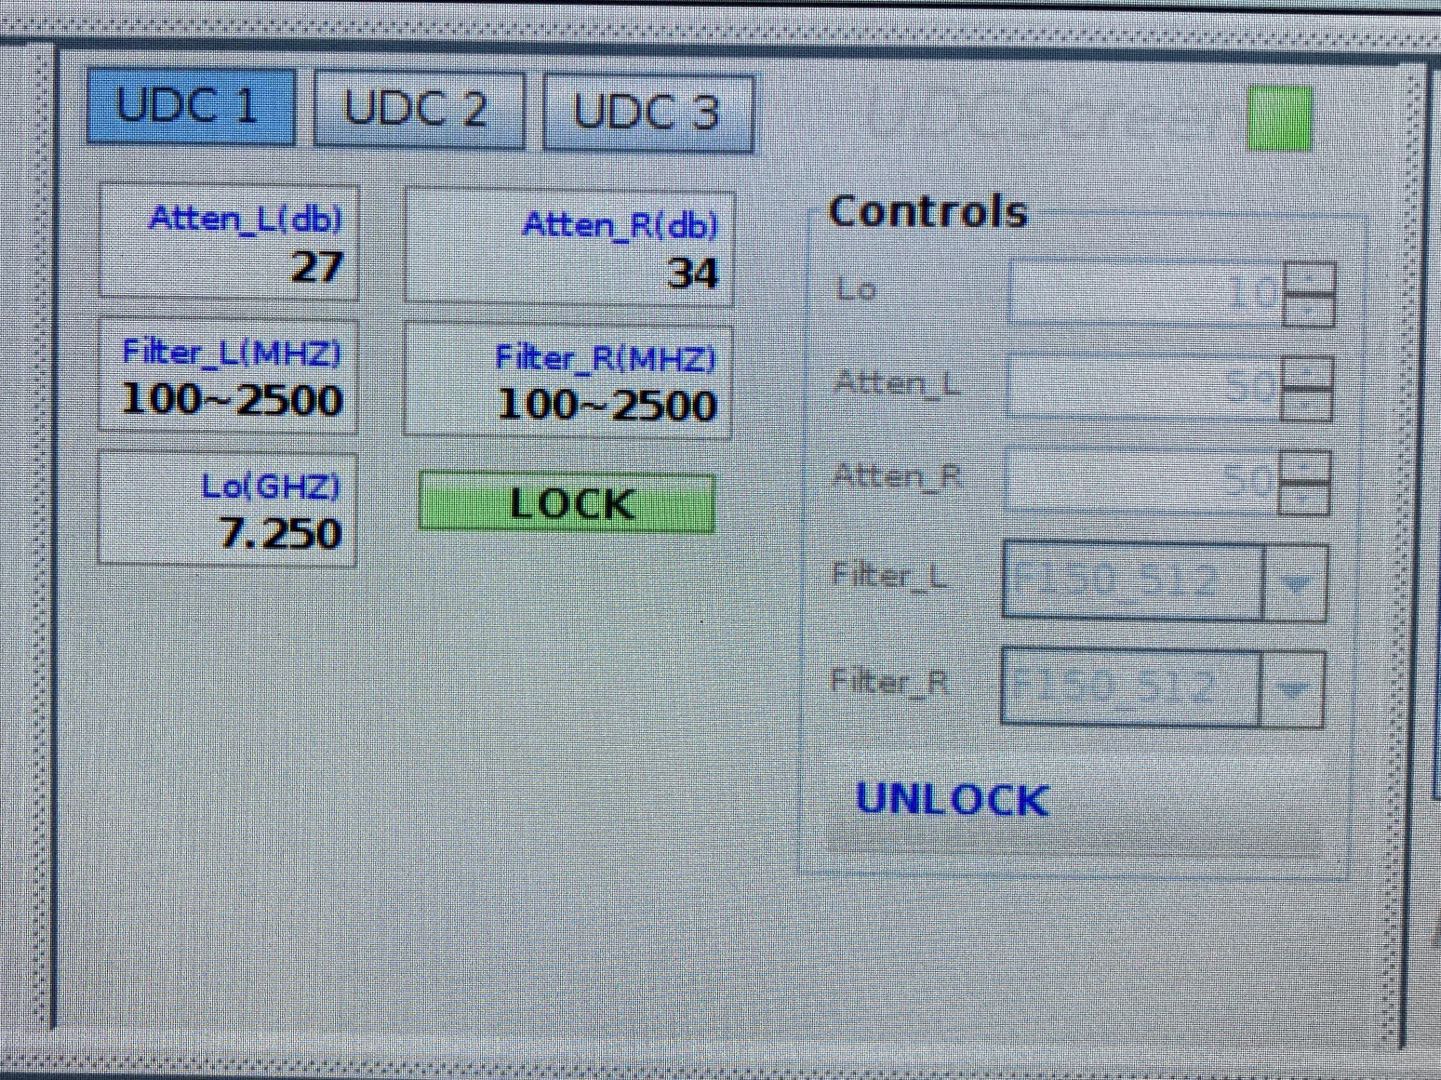 UDC 1
UDC 2
UDC 3
UDCScreen
Atten_L(db)
27
Atten_R(db)
34
Filter_L(MHZ)
100~2500
Filter_R(MHZ)
100~2500
Lo(GHZ)
7.250
LOCK
Controls
Lo
10
Atten_L
50
Atten_R
50
Filter_L
F150_512
Filter_R
F150_512
UNLOCK